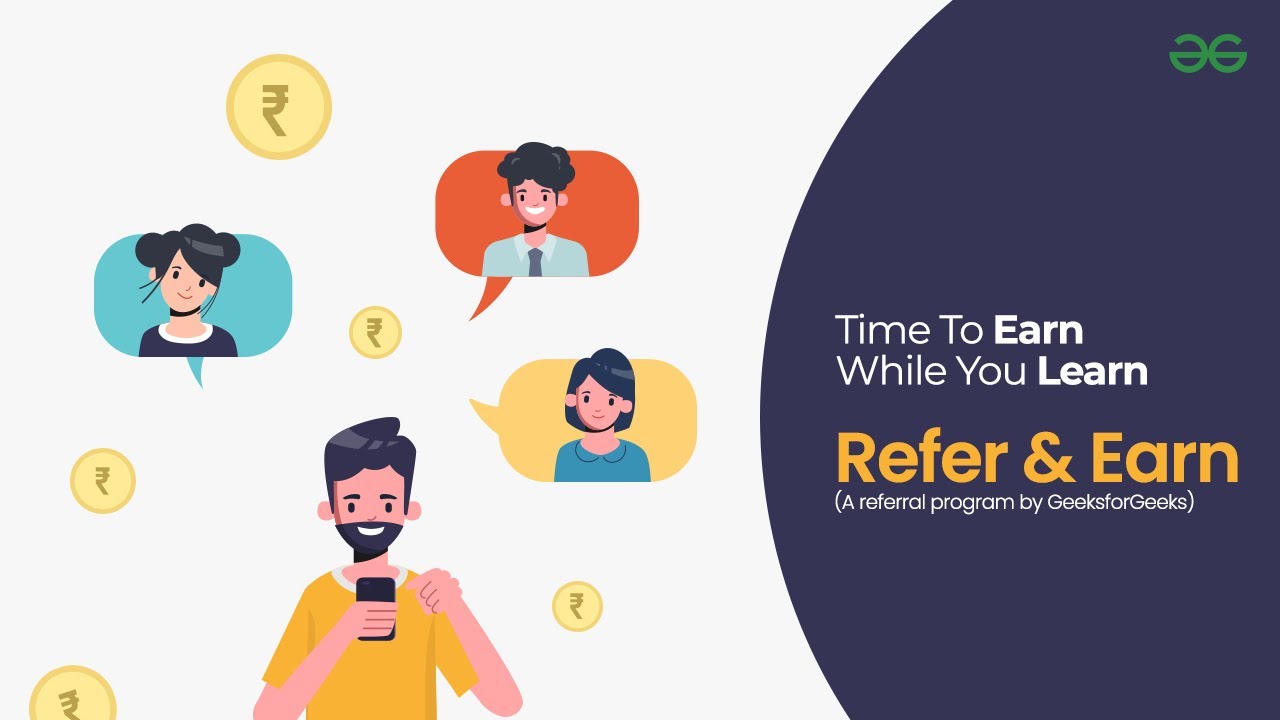 ₹
₹
₹
₹
₹
Time To Earn
While You Learn
Refer & Earn
(A referral program by GeeksforGeeks)